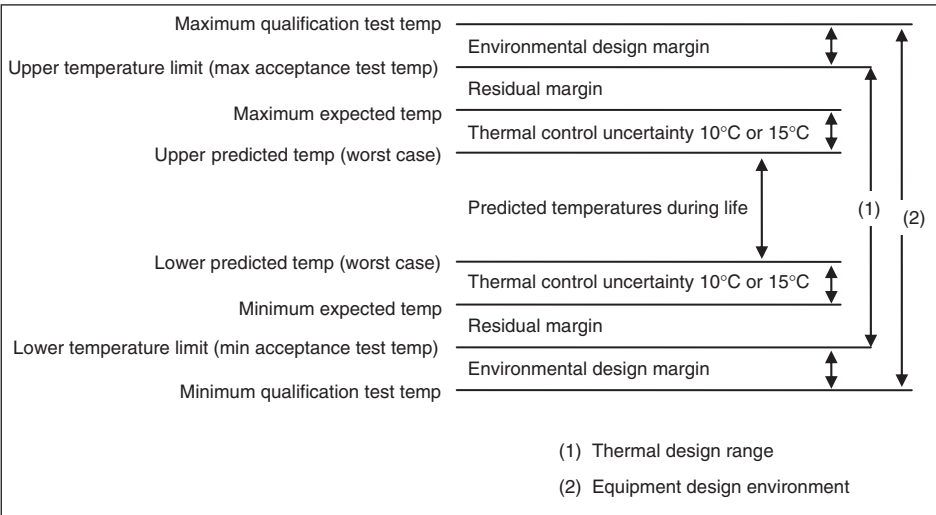 Maximum qualification test temp
Environmental design margin
Upper temperature limit (max acceptance test temp)
Residual margin
Maximum expected temp
Thermal control uncertainty 10°C or 15°C
Upper predicted temp (worst case)
Predicted temperatures during life
(1)
(2)
Lower predicted temp (worst case)
Thermal control uncertainty 10°C or 15°C
Minimum expected temp
Residual margin
Lower temperature limit (min acceptance test temp)
Environmental design margin
Minimum qualification test temp
(1) Thermal design range
(2) Equipment design environment